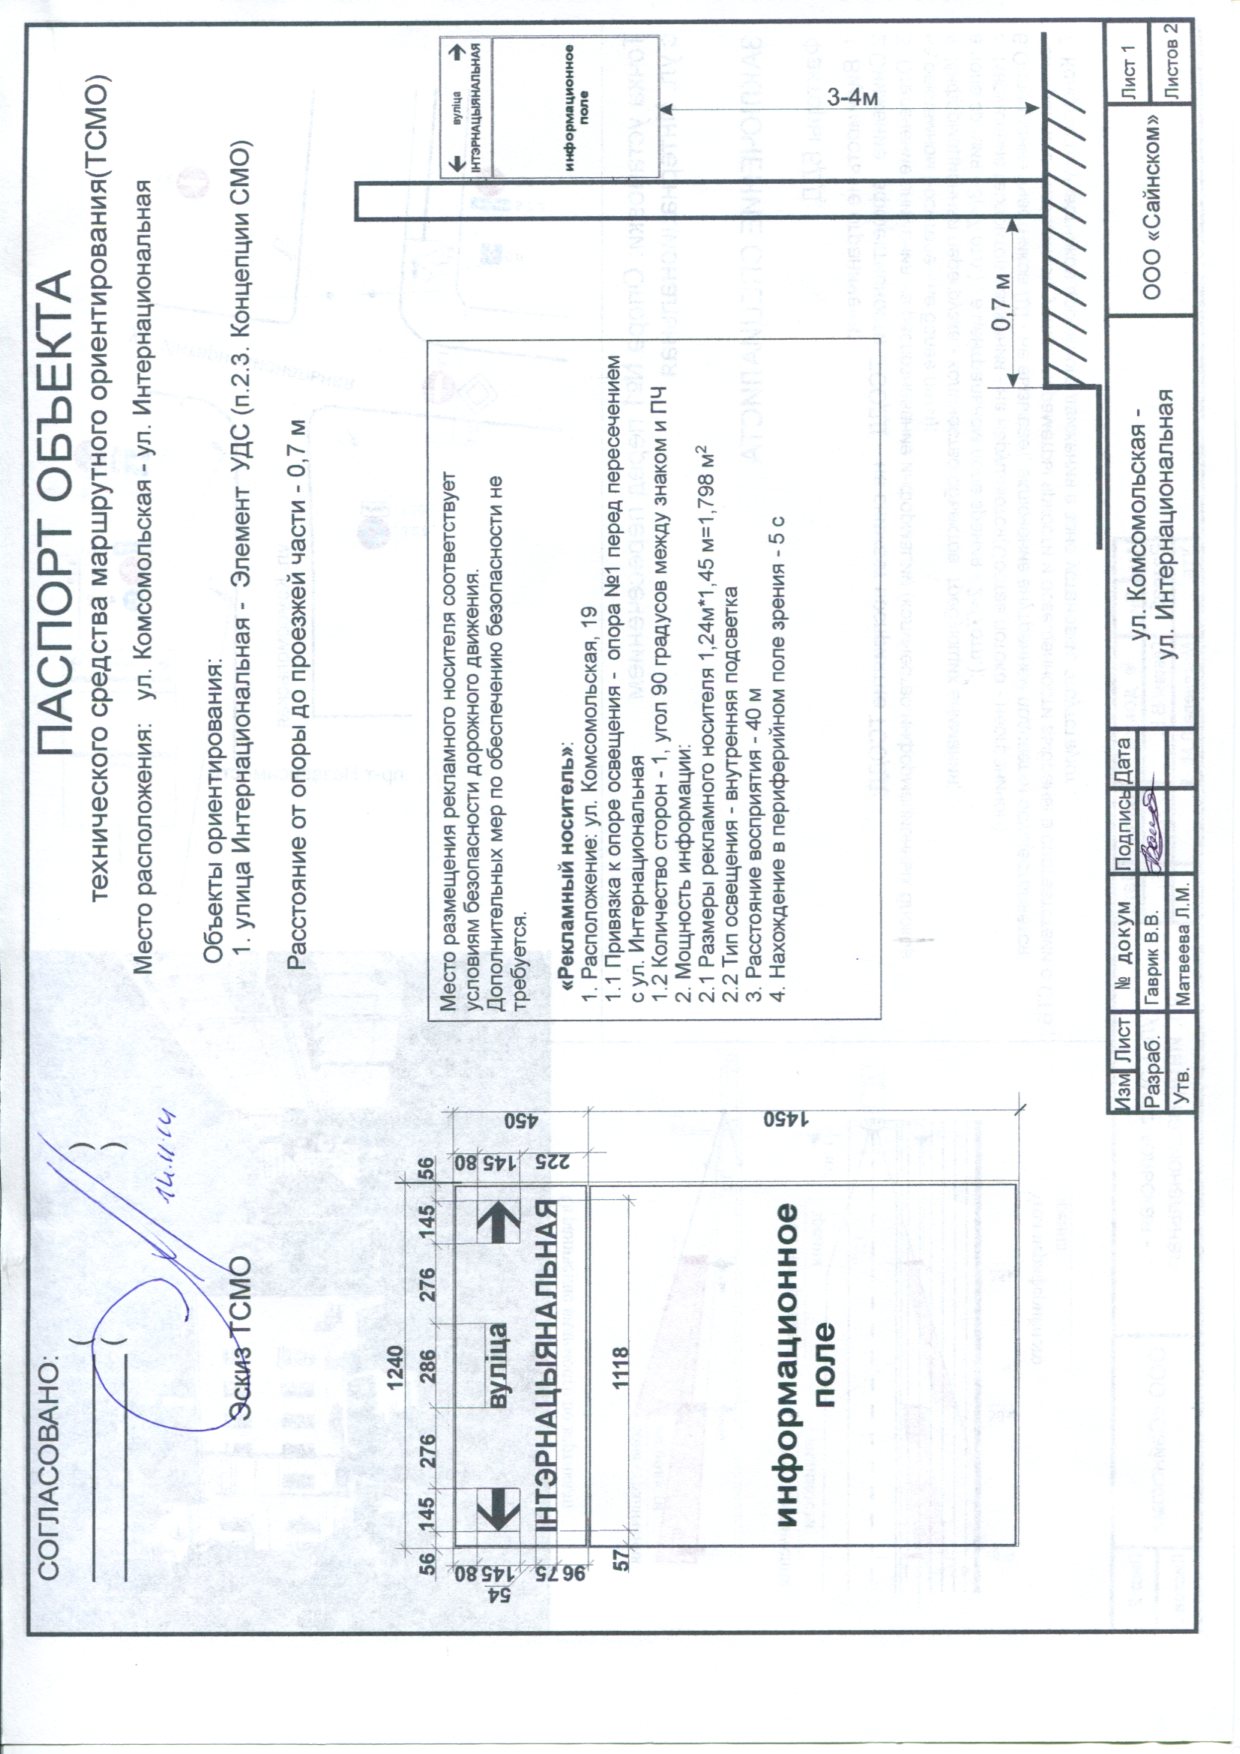 СОГЛАСОВАНО:
( )
( )
14.11.14
ПАСПОРТ ОБЪЕКТА
технического средства маршрутного ориентирования(ТСМО)
Место расположения: ул. Комсомольская - ул. Интернациональная
Объекты ориентирования:
1. улица Интернациональная - Элемент УДС (п.2.3. Концепции СМО)
Расстояние от опоры до проезжей части - 0,7 м
Эскиз ТСМО
1240
56 145 276 286 276 145 56
80
145
54
75
96
80
145
225
450
1450
вуліца
ІНТЭРНАЦЫЯНАЛЬНАЯ
57
1118
информационное
поле
Место размещения рекламного носителя соответствует
условиям безопасности дорожного движения.
Дополнительных мер по обеспечению безопасности не
требуется.
«Рекламный носитель»:
1. Расположение: ул. Комсомольская, 19
1.1 Привязка к опоре освещения - опора №1 перед пересечением
с ул. Интернациональная
1.2 Количество сторон - 1, угол 90 градусов между знаком и ПЧ
2. Мощность информации:
2.1 Размеры рекламного носителя 1,24м*1,45 м=1,798 м²
2.2 Тип освещения - внутренняя подсветка
3. Расстояние восприятия - 40 м
4. Нахождение в периферийном поле зрения - 5 с
вуліца
ІНТЭРНАЦЫЯНАЛЬНАЯ
информационное
поле
3-4м
0,7 м
Изм Лист № докум Подпись Дата
Разраб. Гаврик В.В.
Утв. Матвеева Л.М.
ул. Комсомольская -
ул. Интернациональная
ООО «Сайнском»
Лист 1
Листов 2